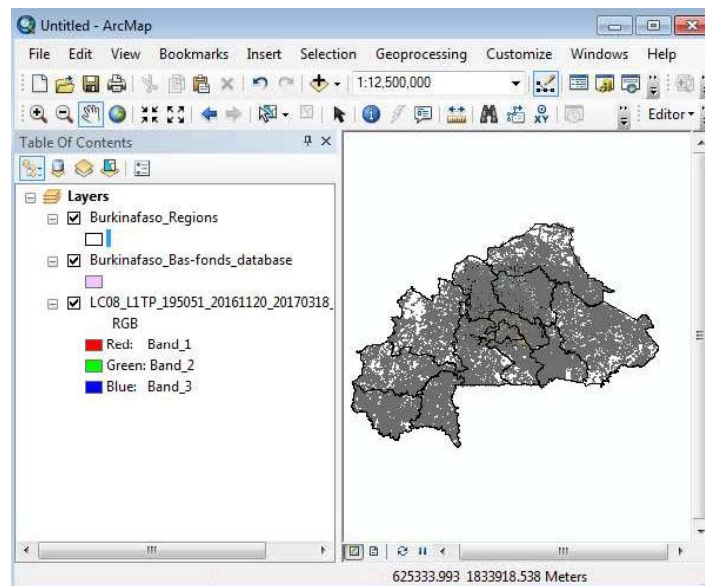 Untitled - ArcMap
File Edit View Bookmarks Insert Selection Geoprocessing Customize Windows Help
1:12,500,000
Editor
Table Of Contents
Layers
Burkinafaso_Regions
Burkinafaso_Bas-fonds_database
LC08_L1TP_195051_20161120_20170318_
RGB
Red: Band_1
Green: Band_2
Blue: Band_3
625333.993 1833918.538 Meters